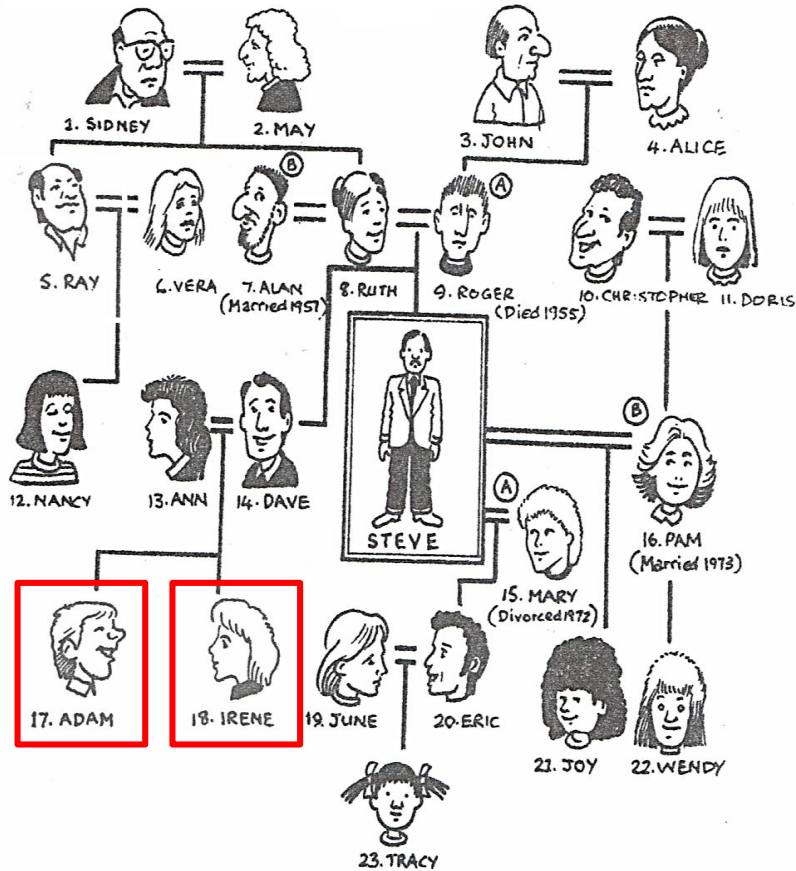 1. SIDNEY
2. MAY
3. JOHN
4. ALICE
B
A
5. RAY
6. VERA
7. ALAN
(Married 1957)
8. RUTH
9. ROGER
(Died 1955)
10. CHRISTOPHER
11. DORIS
B
12. NANCY
13. ANN
14. DAVE
STEVE
A
15. MARY
(Divorced 1972)
16. PAM
(Married 1973)
17. ADAM
18. IRENE
19. JUNE
20. ERIC
21. JOY
22. WENDY
23. TRACY